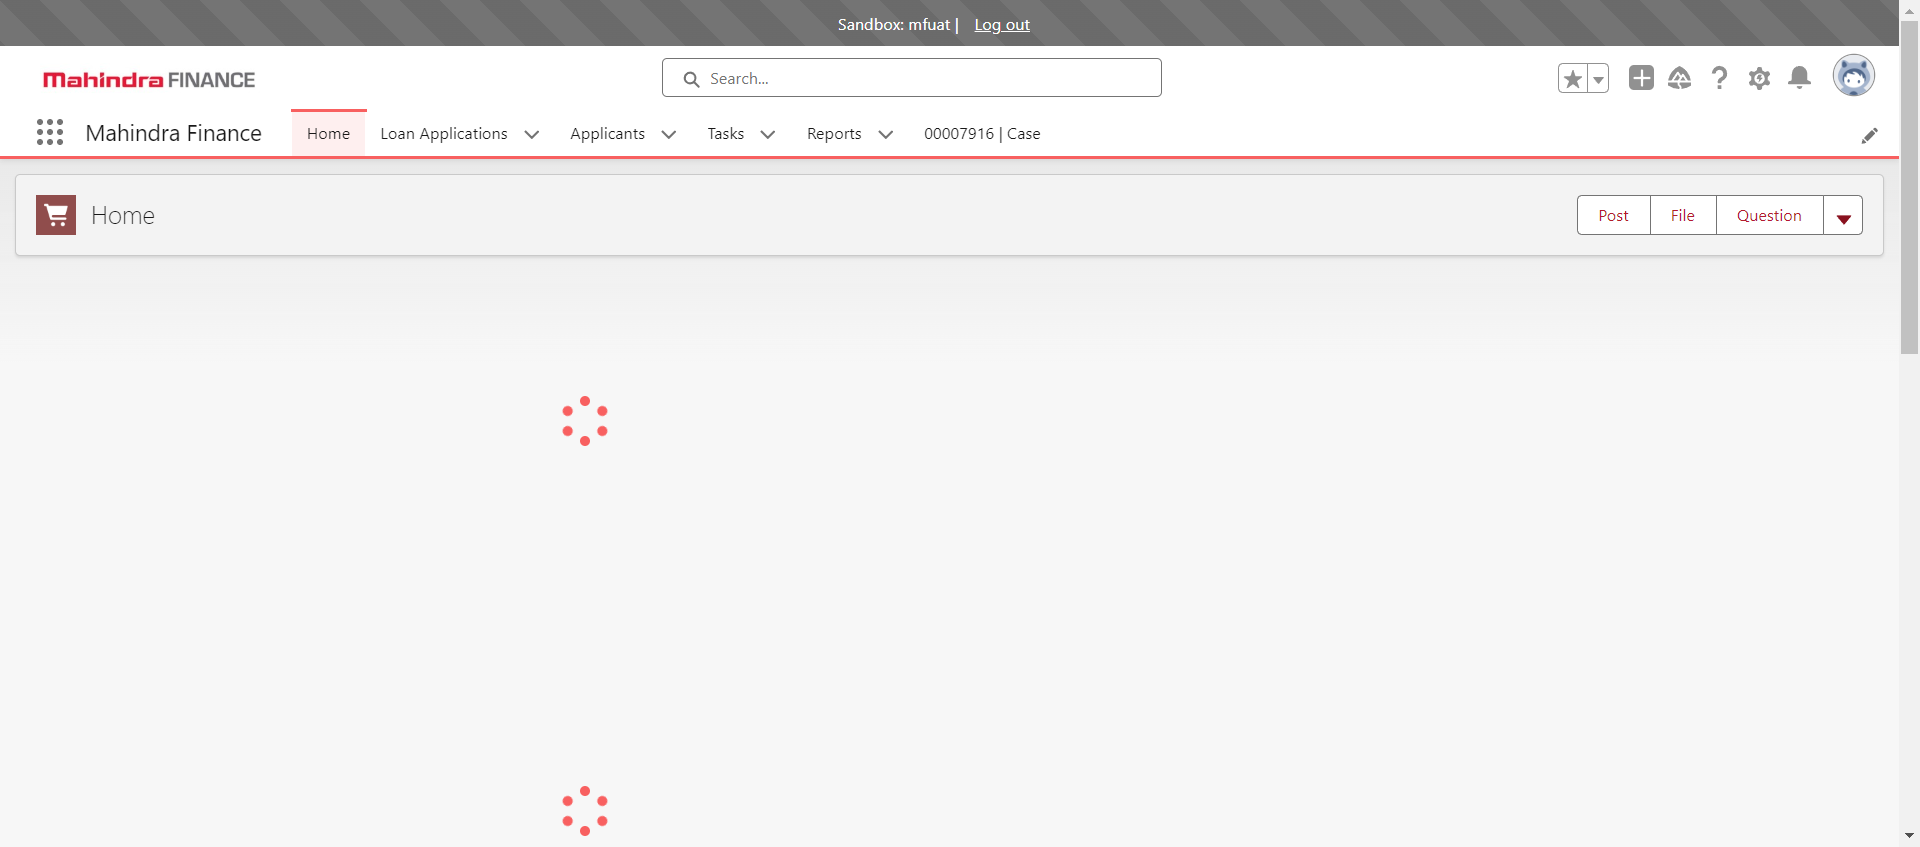 Sandbox: mfuat | Log out
Mahindra FINANCE
Search...
Mahindra Finance
Home
Loan Applications
Applicants
Tasks
Reports
00007916 | Case
Home
Post
File
Question